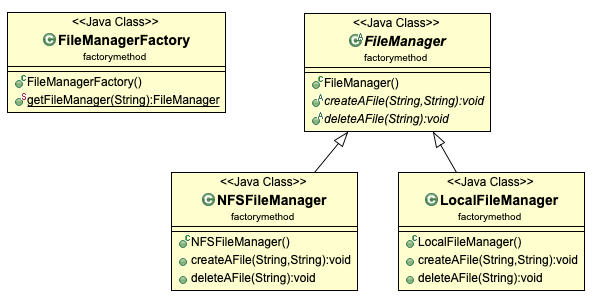 <<Java Class>>
FileManagerFactory
factorymethod
FileManagerFactory()
getFileManager(String):FileManager
<<Java Class>>
FileManager
factorymethod
FileManager()
createAFile(String,String):void
deleteAFile(String):void
<<Java Class>>
NFSFileManager
factorymethod
NFSFileManager()
createAFile(String,String):void
deleteAFile(String):void
<<Java Class>>
LocalFileManager
factorymethod
LocalFileManager()
createAFile(String,String):void
deleteAFile(String):void